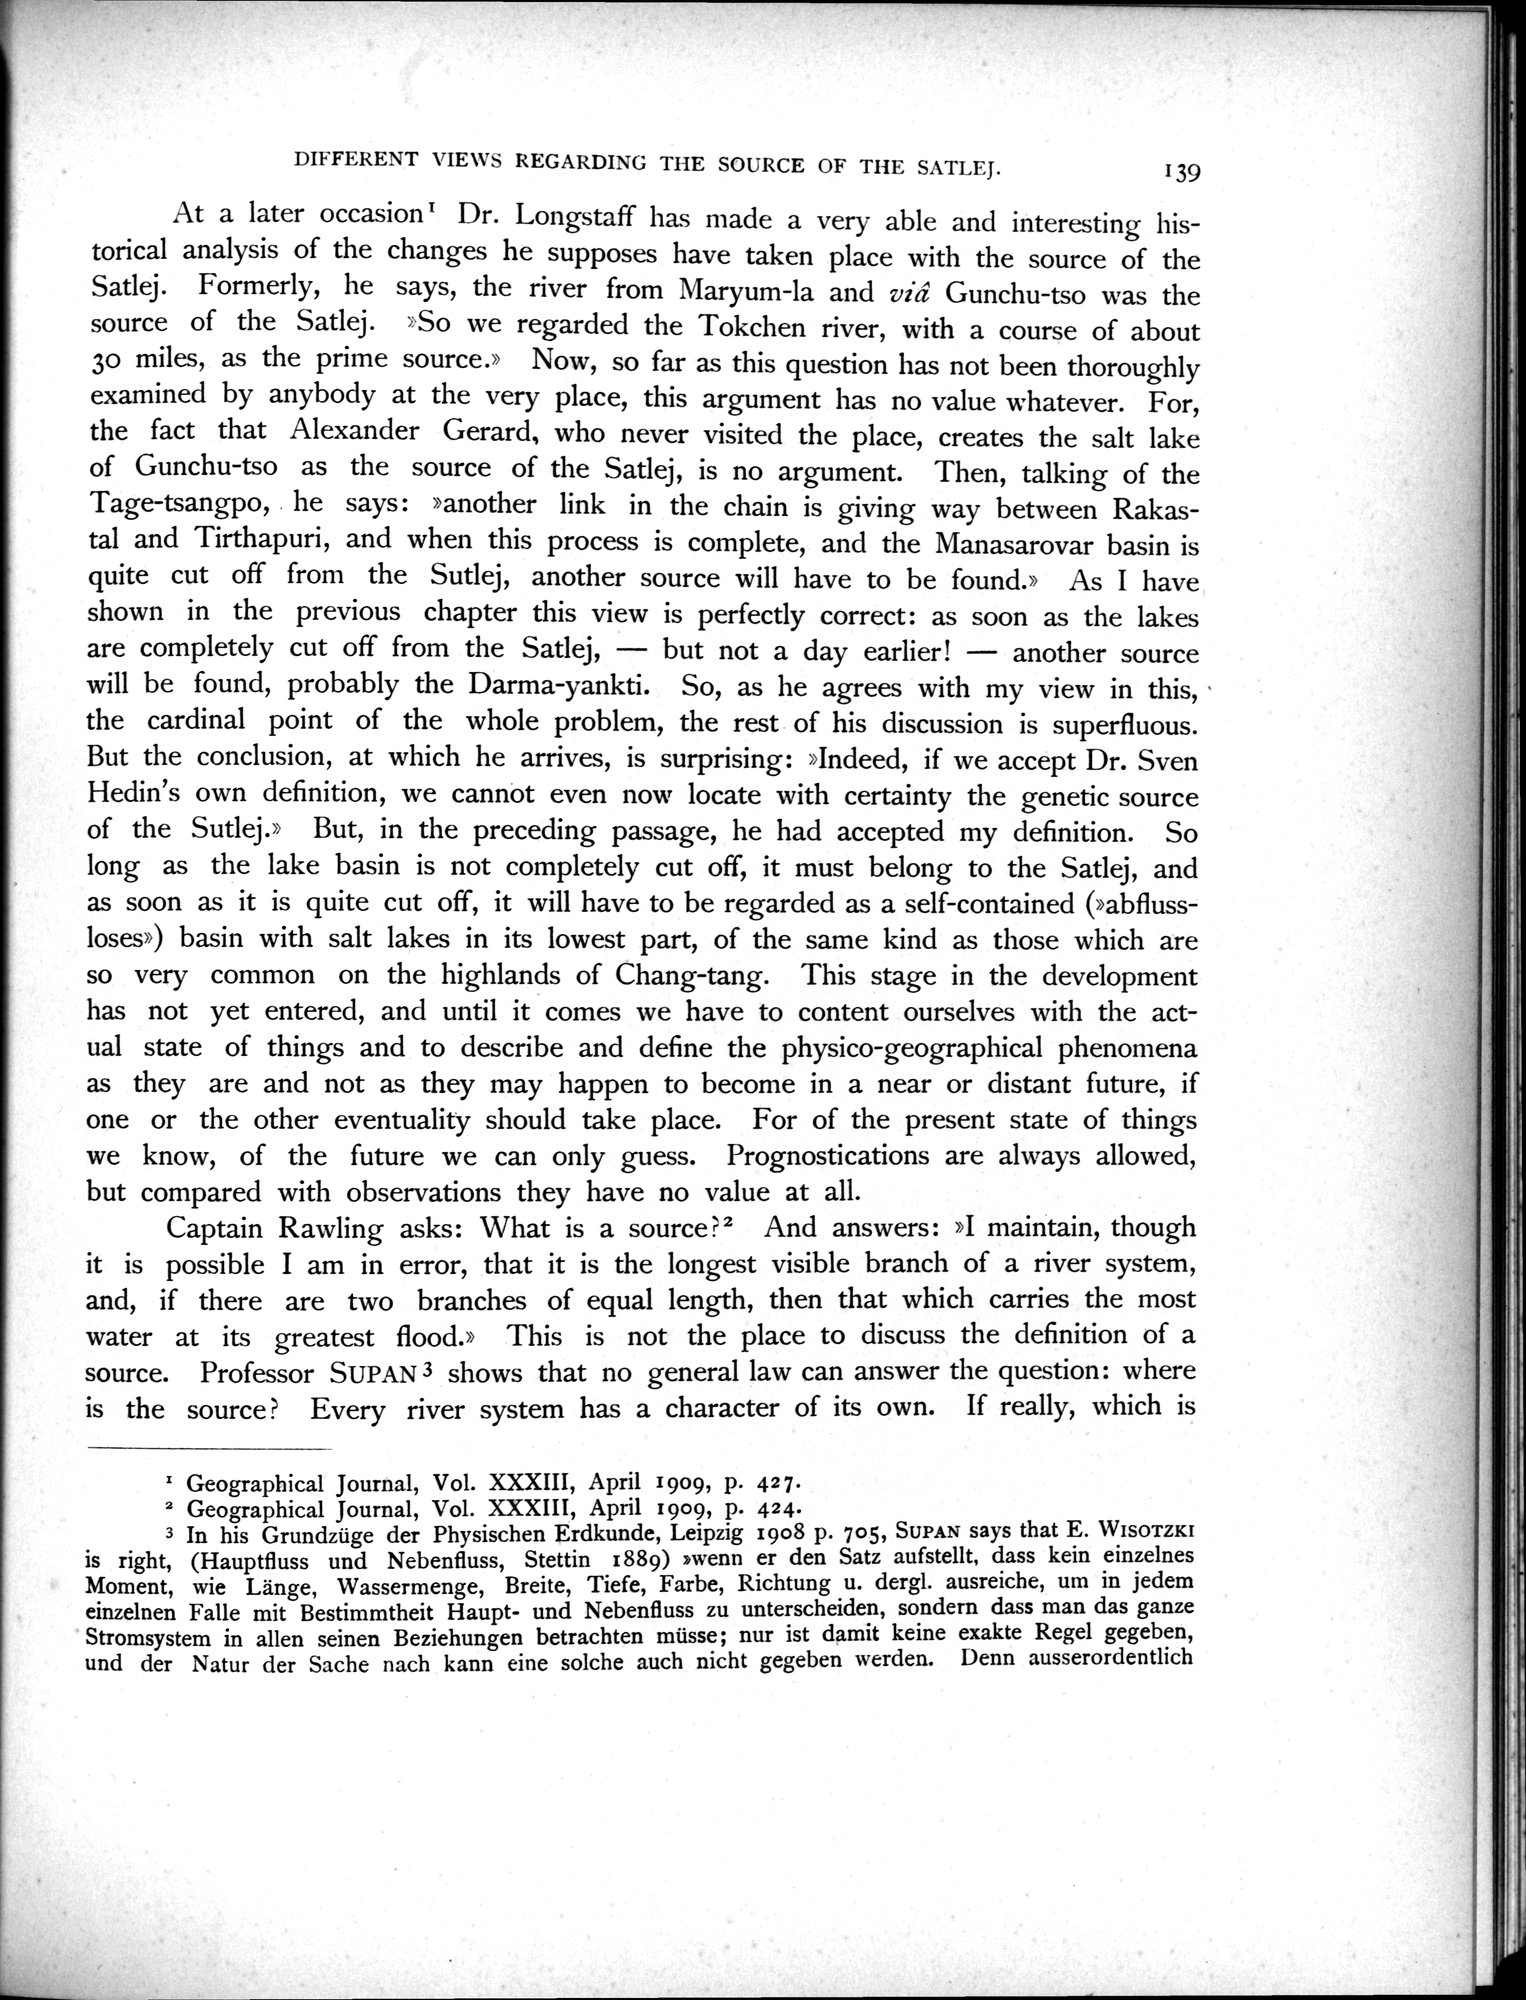 DIFFERENT VIEWS REGARDING THE SOURCE OF THE SATLEJ. 139
At a later occasion¹ Dr. Longstaff has made a very able and interesting his-
torical analysis of the changes he supposes have taken place with the source of the
Satlej. Formerly, he says, the river from Maryum-la and viâ Gunchu-tso was the
source of the Satlej. »So we regarded the Tokchen river, with a course of about
30 miles, as the prime source.» Now, so far as this question has not been thoroughly
examined by anybody at the very place, this argument has no value whatever. For,
the fact that Alexander Gerard, who never visited the place, creates the salt lake
of Gunchu-tso as the source of the Satlej, is no argument. Then, talking of the
Tage-tsangpo, he says: »another link in the chain is giving way between Rakas-
tal and Tirthapuri, and when this process is complete, and the Manasarovar basin is
quite cut off from the Sutlej, another source will have to be found.» As I have
shown in the previous chapter this view is perfectly correct: as soon as the lakes
are completely cut off from the Satlej, — but not a day earlier! — another source
will be found, probably the Darma-yankti. So, as he agrees with my view in this,
the cardinal point of the whole problem, the rest of his discussion is superfluous.
But the conclusion, at which he arrives, is surprising: »Indeed, if we accept Dr. Sven
Hedin's own definition, we cannot even now locate with certainty the genetic source
of the Sutlej.» But, in the preceding passage, he had accepted my definition. So
long as the lake basin is not completely cut off, it must belong to the Satlej, and
as soon as it is quite cut off, it will have to be regarded as a self-contained (»abfluss-
loses») basin with salt lakes in its lowest part, of the same kind as those which are
so very common on the highlands of Chang-tang. This stage in the development
has not yet entered, and until it comes we have to content ourselves with the act-
ual state of things and to describe and define the physico-geographical phenomena
as they are and not as they may happen to become in a near or distant future, if
one or the other eventuality should take place. For of the present state of things
we know, of the future we can only guess. Prognostications are always allowed,
but compared with observations they have no value at all.
Captain Rawling asks: What is a source?² And answers: »I maintain, though
it is possible I am in error, that it is the longest visible branch of a river system,
and, if there are two branches of equal length, then that which carries the most
water at its greatest flood.» This is not the place to discuss the definition of a
source. Professor SUPAN³ shows that no general law can answer the question: where
is the source? Every river system has a character of its own. If really, which is
¹ Geographical Journal, Vol. XXXIII, April 1909, p. 427.
² Geographical Journal, Vol. XXXIII, April 1909, p. 424.
³ In his Grundzüge der Physischen Erdkunde, Leipzig 1908 p. 705, SUPAN says that E. WISOTZKI
is right, (Hauptfluss und Nebenfluss, Stettin 1889) »wenn er den Satz aufstellt, dass kein einzelnes
Moment, wie Länge, Wassermenge, Breite, Tiefe, Farbe, Richtung u. dergl. ausreiche, um in jedem
einzelnen Falle mit Bestimmtheit Haupt- und Nebenfluss zu unterscheiden, sondern dass man das ganze
Stromsystem in allen seinen Beziehungen betrachten müsse; nur ist damit keine exakte Regel gegeben,
und der Natur der Sache nach kann eine solche auch nicht gegeben werden. Denn ausserordentlich